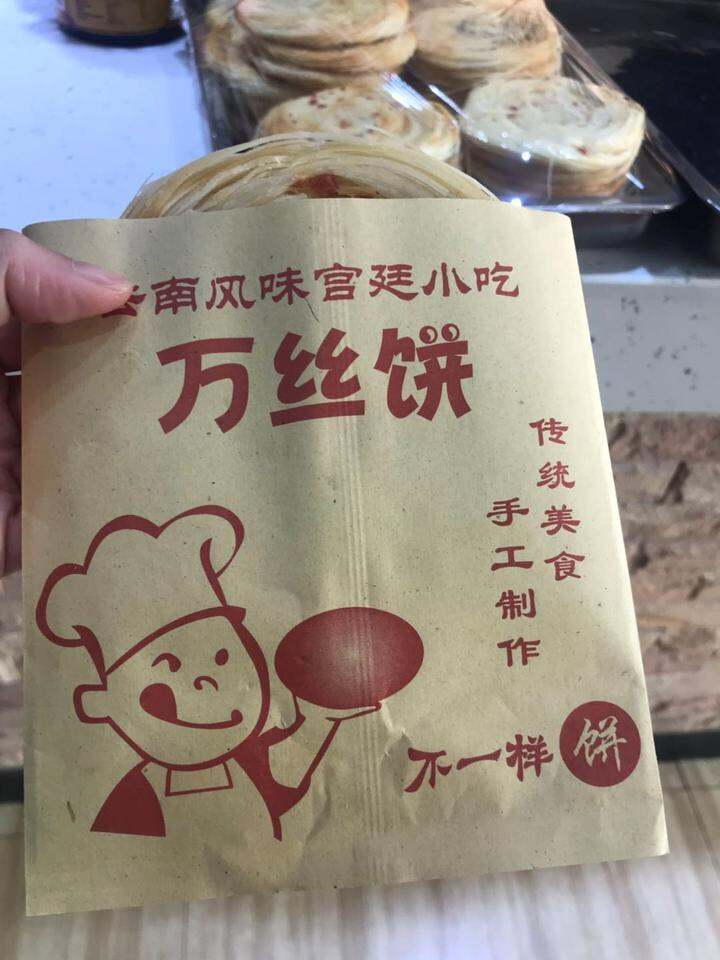 云南风味宫廷小吃
万丝饼
传统美食
手工制作
不一样饼